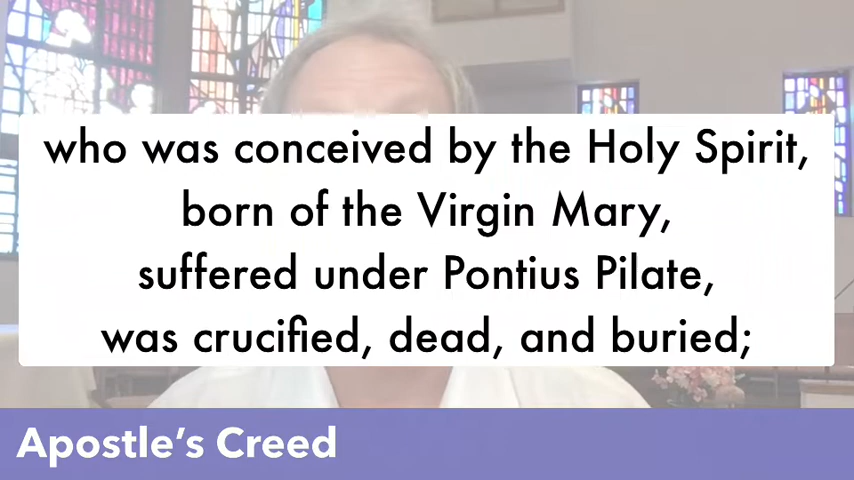 who was conceived by the Holy Spirit,
born of the Virgin Mary,
suffered under Pontius Pilate,
was crucified, dead, and buried;
Apostle’s Creed